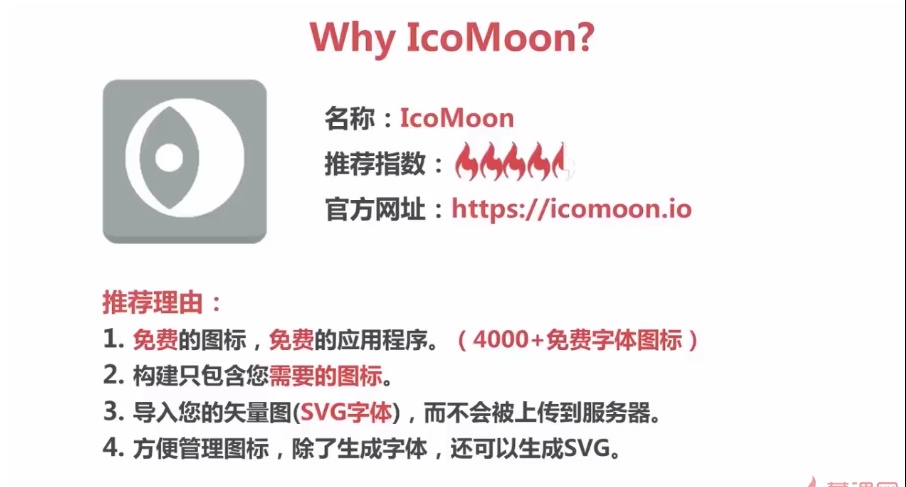 Why IcoMoon?
名称：IcoMoon
推荐指数：
官方网址：https://icomoon.io
推荐理由：
1. 免费的图标，免费的应用程序。（4000+免费字体图标）
2. 构建只包含您需要的图标。
3. 导入您的矢量图(SVG字体)，而不会被上传到服务器。
4. 方便管理图标，除了生成字体，还可以生成SVG。